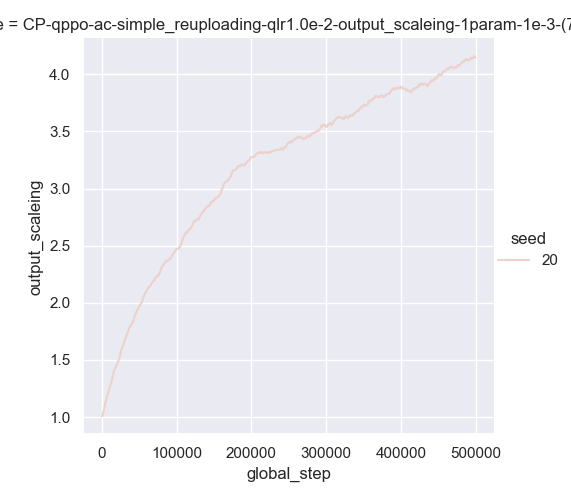 e = CP-qppo-ac-simple_reuploading-qlr1.0e-2-output_scaleing-1param-1e-3-(7
4.0
3.5
3.0
2.5
2.0
1.5
1.0
output_scaleing
seed
20
0 100000 200000 300000 400000 500000
global_step